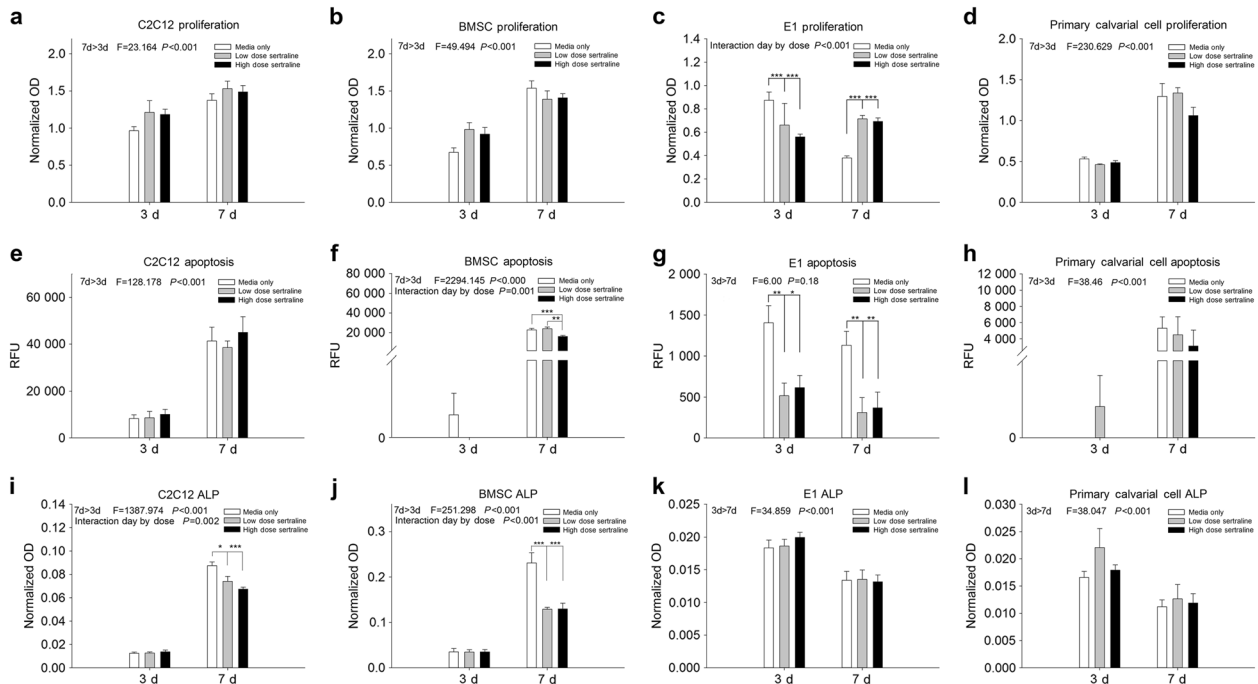 a
C2C12 proliferation
7d>3d F=23.164 P<0.001
Media only
Low dose sertraline
High dose sertraline
Normalized OD
2.0
1.5
1.0
0.5
0.0
3 d
7 d
b
BMSC proliferation
7d>3d F=49.494 P<0.001
Media only
Low dose sertraline
High dose sertraline
Normalized OD
2.0
1.5
1.0
0.5
0.0
3 d
7 d
c
E1 proliferation
Interaction day by dose P<0.001
Media only
Low dose sertraline
High dose sertraline
*** ***
*** ***
Normalized OD
1.4
1.2
1.0
0.8
0.6
0.4
0.2
0.0
3 d
7 d
d
Primary calvarial cell proliferation
7d>3d F=230.629 P<0.001
Media only
Low dose sertraline
High dose sertraline
Normalized OD
2.0
1.5
1.0
0.5
0.0
3 d
7 d
e
C2C12 apoptosis
7d>3d F=128.178 P<0.001
Media only
Low dose sertraline
High dose sertraline
RFU
60 000
40 000
20 000
0
3 d
7 d
f
BMSC apoptosis
7d>3d F=2294.145 P<0.000
Interaction day by dose P=0.001
Media only
Low dose sertraline
High dose sertraline
***
**
RFU
80 000
60 000
40 000
20 000
0
3 d
7 d
g
E1 apoptosis
3d>7d F=6.00 P=0.18
Media only
Low dose sertraline
High dose sertraline
** *
** **
RFU
1 500
1 000
500
0
2 000
3 d
7 d
h
Primary calvarial cell apoptosis
7d>3d F=38.46 P<0.001
Media only
Low dose sertraline
High dose sertraline
RFU
12 000
10 000
8 000
6 000
4 000
0
3 d
7 d
i
C2C12 ALP
7d>3d F=1387.974 P<0.001
Interaction day by dose P=0.002
Media only
Low dose sertraline
High dose sertraline
* ***
Normalized OD
0.14
0.12
0.10
0.08
0.06
0.04
0.02
0.00
3 d
7 d
j
BMSC ALP
7d>3d F=251.298 P<0.001
Interaction day by dose P<0.001
Media only
Low dose sertraline
High dose sertraline
*** ***
Normalized OD
0.3
0.2
0.1
0.0
3 d
7 d
k
E1 ALP
3d>7d F=34.859 P<0.001
Media only
Low dose sertraline
High dose sertraline
Normalized OD
0.025
0.020
0.015
0.010
0.005
0.000
3 d
7 d
l
Primary calvarial cell ALP
3d>7d F=38.047 P<0.001
Media only
Low dose sertraline
High dose sertraline
Normalized OD
0.030
0.025
0.020
0.015
0.010
0.005
0.000
3 d
7 d